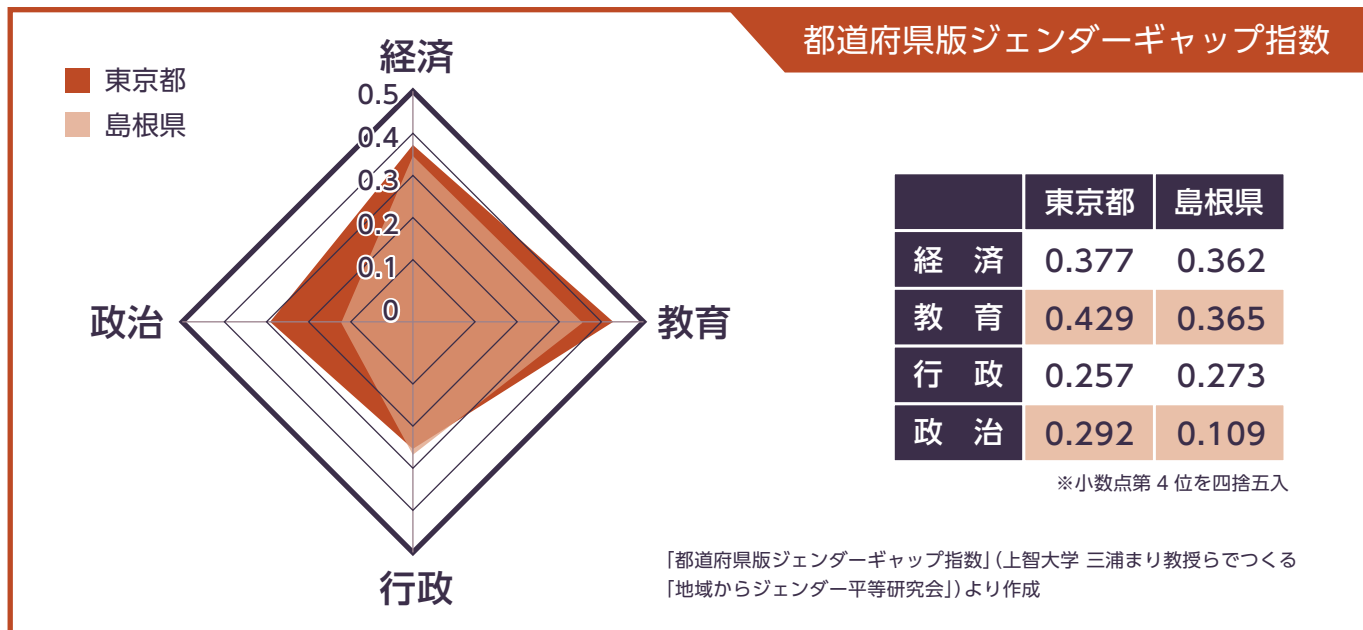 都道府県版ジェンダーギャップ指数
東京都
島根県
経済
0.5
0.4
0.3
0.2
0.1
0
政治
教育
行政
東京都 島根県
経 済 0.377 0.362
教 育 0.429 0.365
行 政 0.257 0.273
政 治 0.292 0.109
※小数点第 4 位を四捨五入
「都道府県版ジェンダーギャップ指数」(上智大学 三浦まり教授らでつくる
「地域からジェンダー平等研究会」)より作成